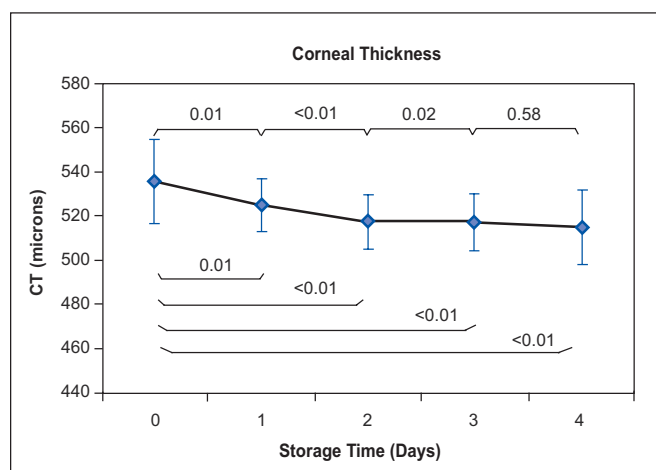 Corneal Thickness
580
560
540
520
500
480
460
440
CT (microns)
0.01 <0.01 0.02 0.58
0.01
<0.01
<0.01
<0.01
0 1 2 3 4
Storage Time (Days)